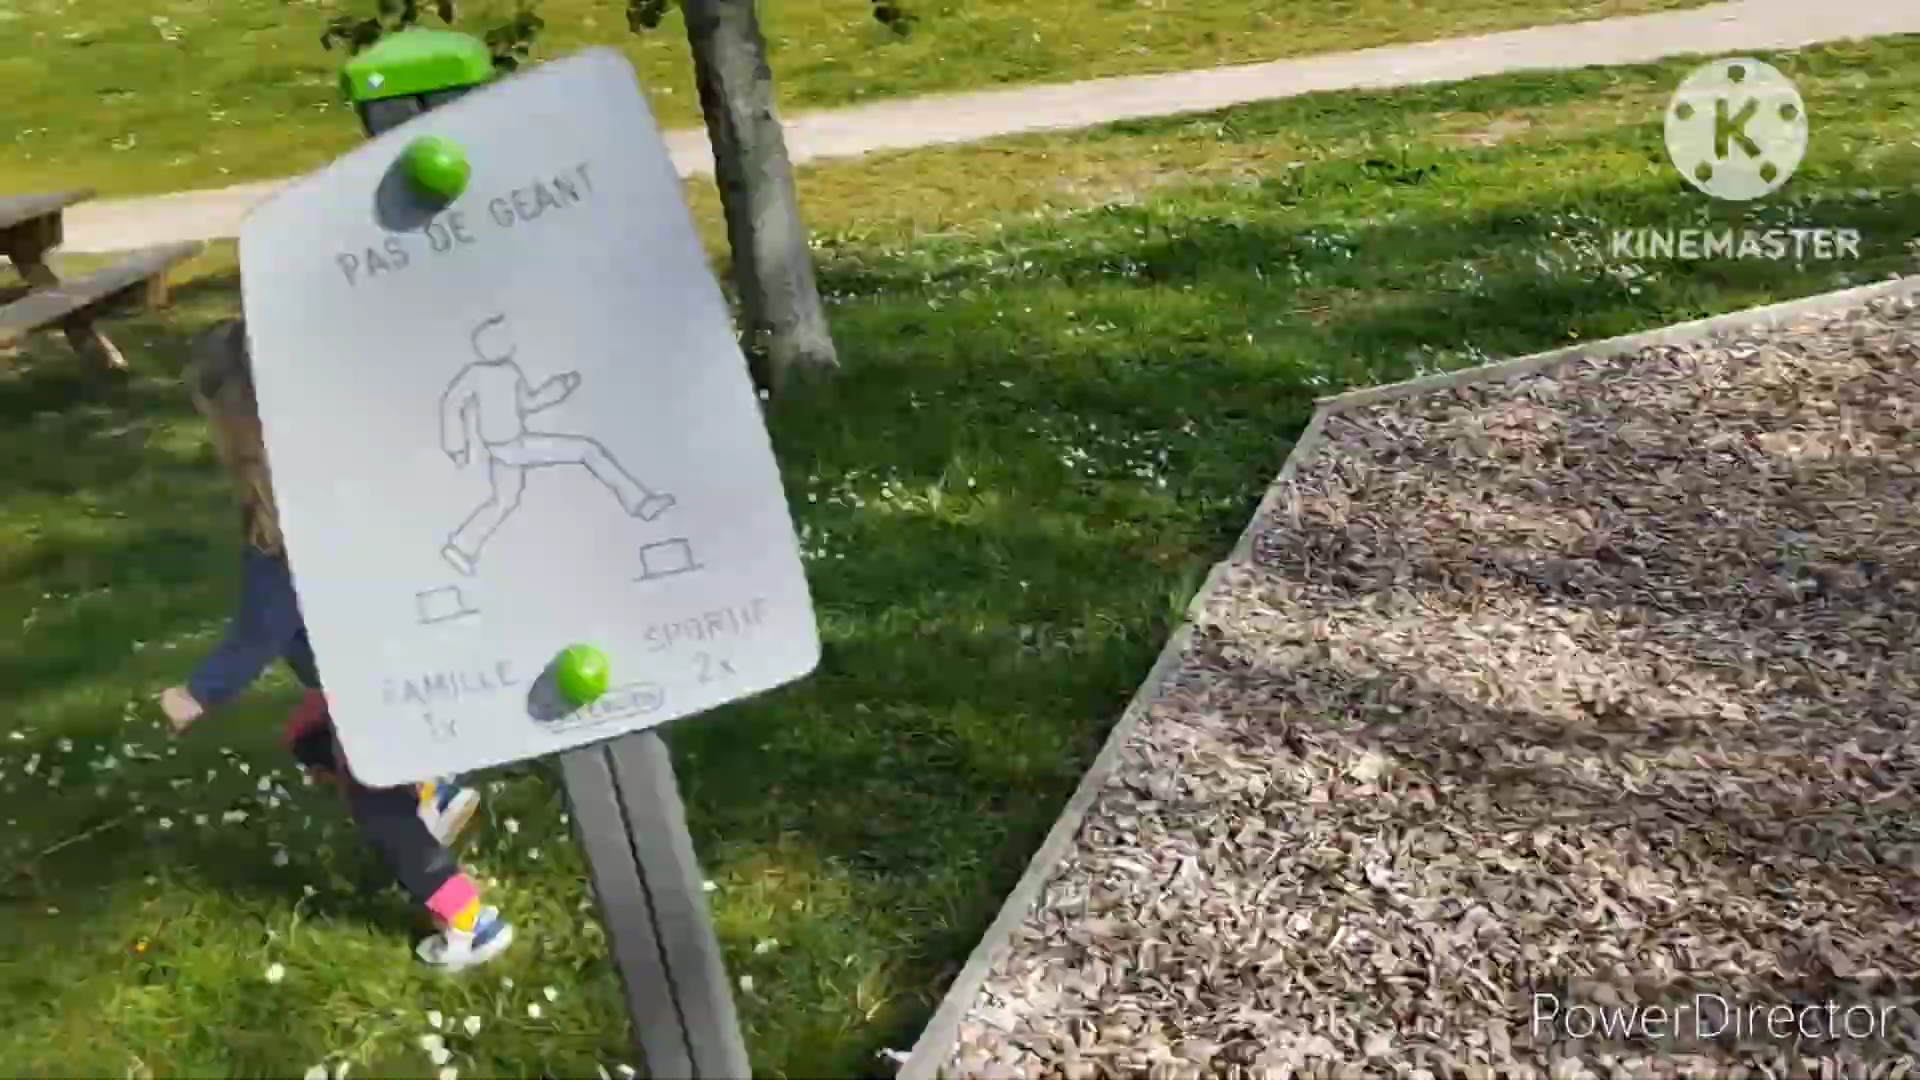 PAS DE GEANT
FAMILLE
1x
SPORTIF
2x
K
KINEMASTER
PowerDirector